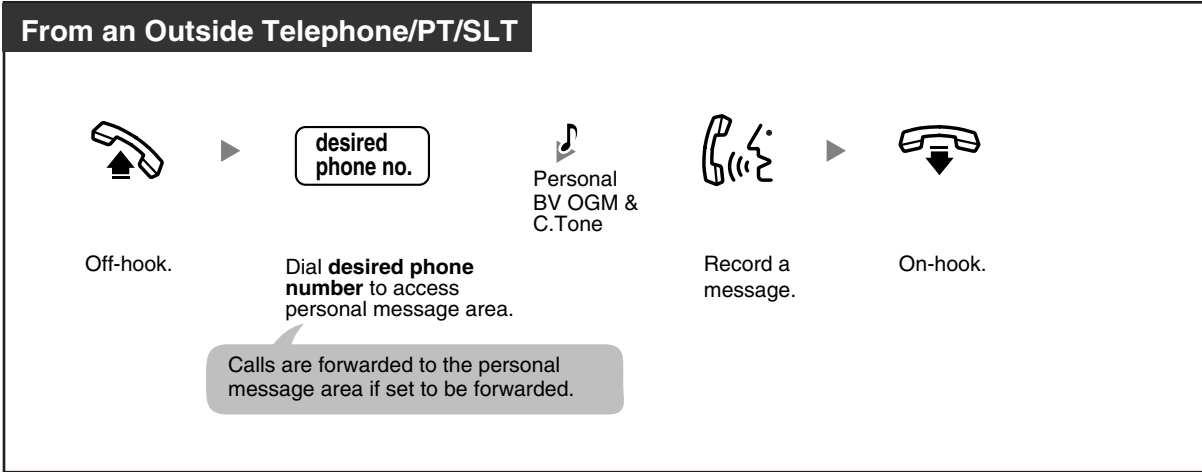 From an Outside Telephone/PT/SLT
desired
phone no.
Personal
BV OGM &
C.Tone
Off-hook.
Dial desired phone
number to access
personal message area.
Record a
message.
On-hook.
Calls are forwarded to the personal
message area if set to be forwarded.